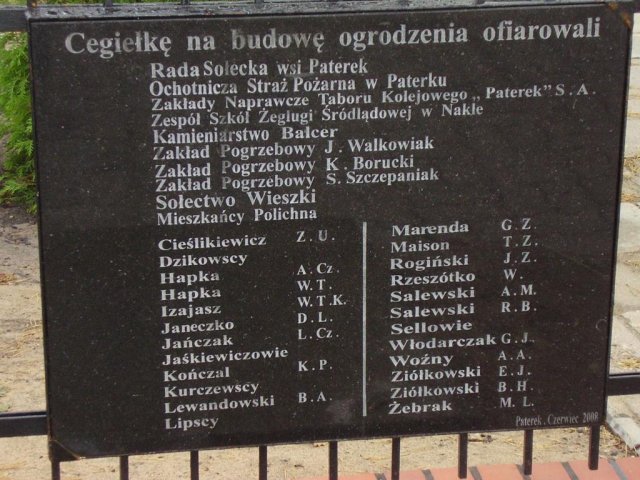 Cegiełkę na budowę ogrodzenia ofiarowali
Rada Sołecka wsi Paterek
Ochotnicza Straż Pożarna w Paterku
Zakłady Naprawcze Taboru Kolejowego „Paterek" S.A.
Zespół Szkół Żeglugi Śródlądowej w Nakle
Kamieniarstwo Balcer
Zakład Pogrzebowy J. Walkowiak
Zakład Pogrzebowy K. Borucki
Zakład Pogrzebowy S. Szczepaniak
Sołectwo Wieszki
Mieszkańcy Polichna
Cieślikiewicz Z.U.
Dzikowscy
Hapka A.Cz.
Hapka W.T.
Izajasz W.T.K.
Janeczko D.L.
Jańczak L.Cz.
Jaśkiewiczowie
Kończal K.P.
Kurczewscy
Lewandowski B.A.
Lipscy
Marenda G.Z.
Maison T.Z.
Rogiński J.Z.
Rzeszótko W.
Salewski A.M.
Salewski R.B.
Sellowie
Włodarczak G.J.
Woźny A.A.
Ziółkowski E.J.
Ziółkowski B.H.
Żebrak M.L.
Paterek, Czerwiec 2008